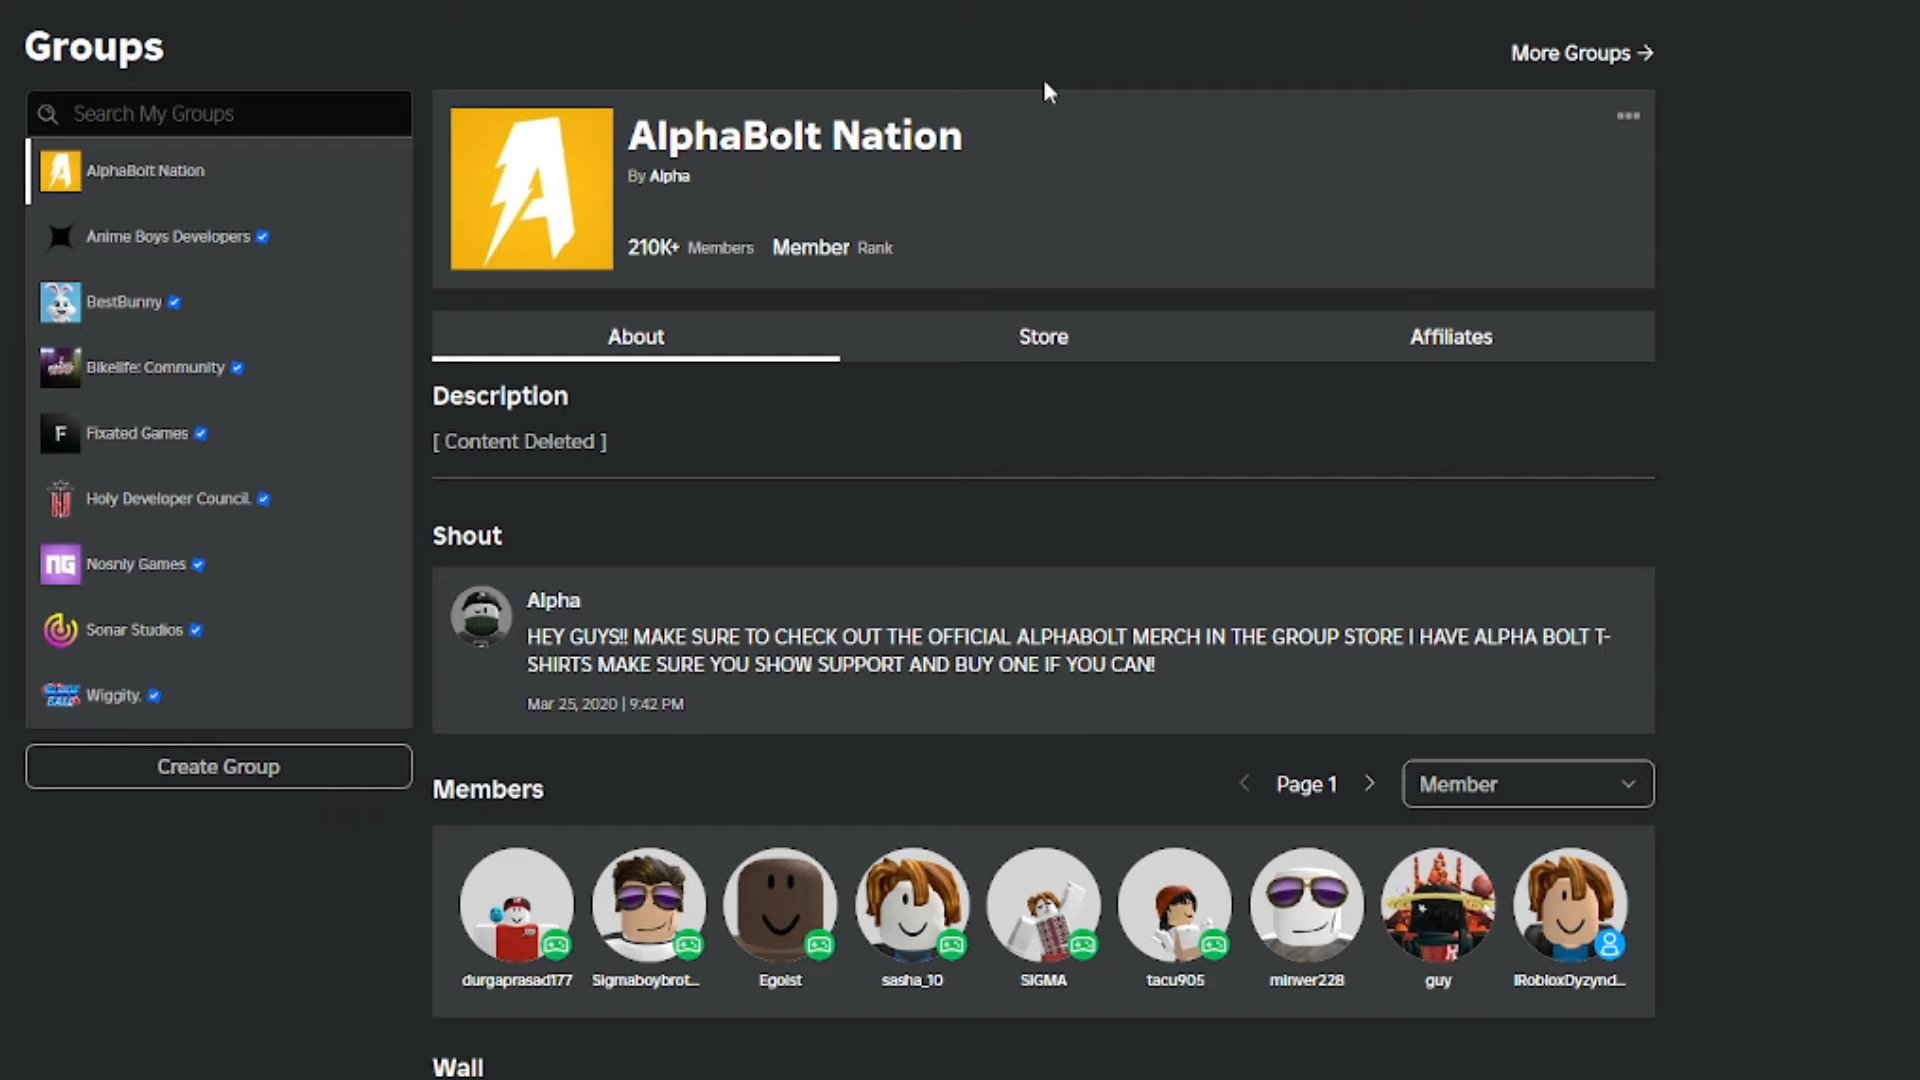 Groups
More Groups →
Search My Groups
AlphaBolt Nation
Anime Boys Developers
BestBunny
Bikelife: Community
Fixated Games
Holy Developer Council.
Nosniy Games
Sonar Studios
Wiggity.
Create Group
AlphaBolt Nation
By Alpha
210K+ Members Member Rank
About
Store
Affiliates
Description
[ Content Deleted ]
Shout
Alpha
HEY GUYS!! MAKE SURE TO CHECK OUT THE OFFICIAL ALPHABOLT MERCH IN THE GROUP STORE I HAVE ALPHA BOLT T-
SHIRTS MAKE SURE YOU SHOW SUPPORT AND BUY ONE IF YOU CAN!
Mar 25, 2020 | 9:42 PM
Members
Page 1
Member
durgaprasad177
Sigmaboybrot...
Egoist
sasha_10
SIGMA
tacu905
minver228
guy
IRobloxDyzynd...
Wall